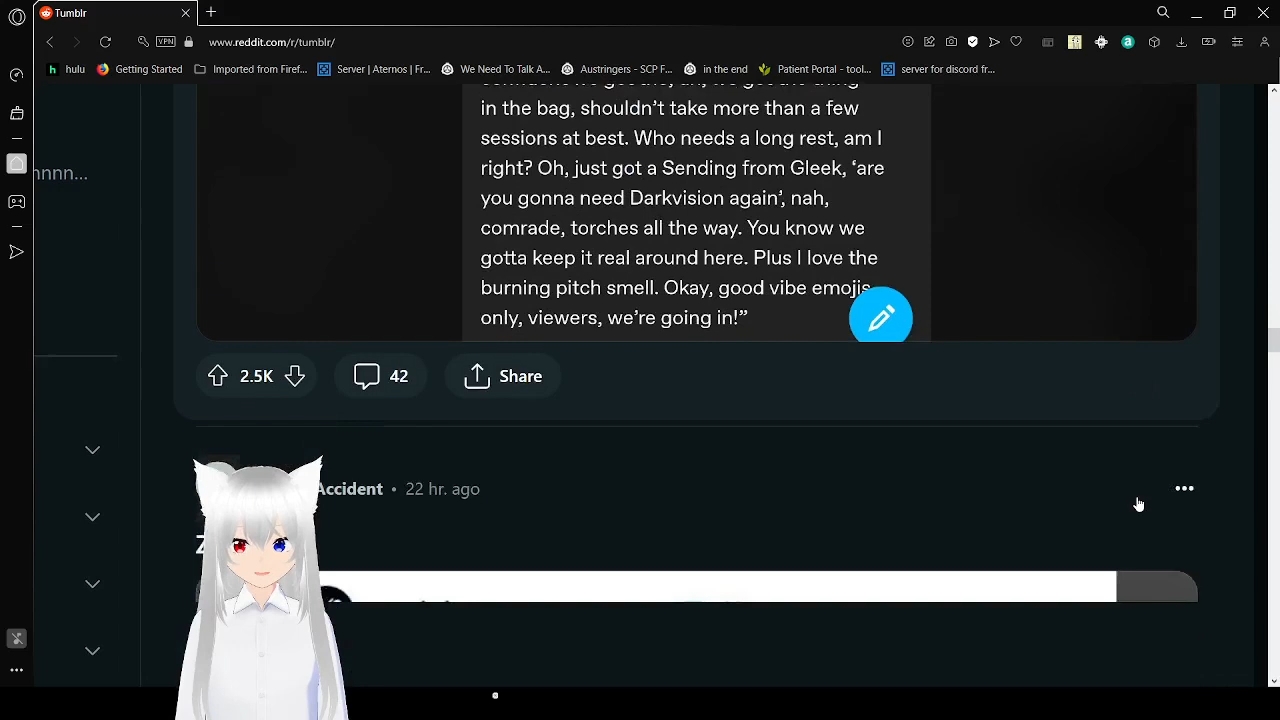 Tumblr
VPN
www.reddit.com/r/tumblr/
hulu
Getting Started
Imported from Firef...
Server | Aternos | Fr...
We Need To Talk A...
Austringers - SCP F...
in the end
Patient Portal - tool...
server for discord fr...
nnnn...
in the bag, shouldn’t take more than a few
sessions at best. Who needs a long rest, am I
right? Oh, just got a Sending from Gleek, ‘are
you gonna need Darkvision again’, nah,
comrade, torches all the way. You know we
gotta keep it real around here. Plus I love the
burning pitch smell. Okay, good vibe emojis
only, viewers, we’re going in!”
2.5K
42
Share
Accident • 22 hr. ago